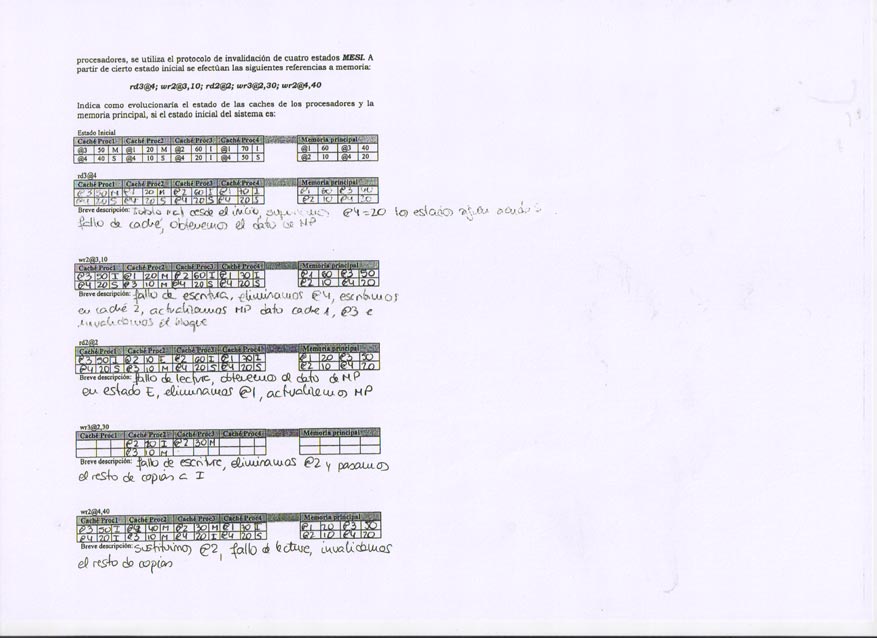 procesadores, se utiliza el protocolo de invalidación de cuatro estados MESI. A
partir de cierto estado inicial se efectúan las siguientes referencias a memoria:
rd3@4; wr2@3,10; rd2@2; wr3@2,30; wr2@4,40
Indica como evolucionaría el estado de las caches de los procesadores y la
memoria principal, si el estado inicial del sistema es:
Estado Inicial
Caché Proc1 Caché Proc2 Caché Proc3 Caché Proc4 Memoria principal
@3 50 M @1 20 M @2 60 I @1 70 I @1 60 @3 40
@4 40 S @4 10 S @4 20 I @4 50 S @2 10 @4 20
rd3@4
Caché Proc1 Caché Proc2 Caché Proc3 Caché Proc4 Memoria principal
@3 50 M @1 20 M @2 60 I @1 70 I @1 60 @3
@4 20 S @4 20 S @4 20 S @4 20 S @2 10 @4 20
Breve descripción: desde el inicio, @4=20 los estados
fallo de caché, obtenemos el dato de MP
wr2@3,10
Caché Proc1 Caché Proc2 Caché Proc3 Caché Proc4 Memoria principal
@3 50 I @1 20 M @2 60 I @1 I @1 60 @3 50
@4 20 S @3 10 M @4 20 S @4 20 S @2 10 @4 20
Breve descripción: fallo de escritura, eliminamos @4, escribimos
en caché 2, actualizamos MP dato cache 1, @3 e
invalidamos el bloque
rd2@2
Caché Proc1 Caché Proc2 Caché Proc3 Caché Proc4 Memoria principal
@3 50 I @2 10 E @2 60 I @1 I @1 20 @3 50
@4 20 S @3 10 M @4 20 S @4 20 S @2 10 @4 20
Breve descripción: fallo de lectura, obtenemos el dato de MP
en estado E, eliminamos @1, actualizamos MP
wr3@2,30
Caché Proc1 Caché Proc2 Caché Proc3 Caché Proc4 Memoria principal
@2 10 I @2 30 M
@3 10 M
Breve descripción: fallo de escritura, eliminamos @2 y pasamos
el resto de copias a I
wr2@4,40
Caché Proc1 Caché Proc2 Caché Proc3 Caché Proc4 Memoria principal
@3 50 I @4 40 M @2 30 M @1 I @1 20 @3 50
@4 20 I @3 10 M @4 20 I @4 20 S @2 10 @4 20
Breve descripción: sustituimos @2, fallo de lectura, invalidamos
el resto de copias